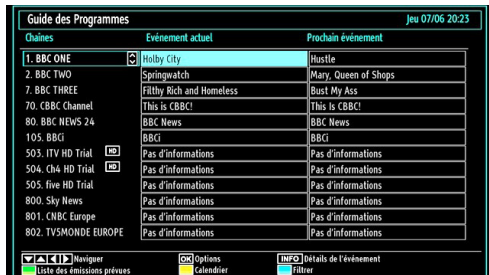 Guide des Programmes Jeu 07/06 20:23
Chaînes Evénement actuel Prochain événement
1. BBC ONE Holby City Hustle
2. BBC TWO Springwatch Mary, Queen of Shops
7. BBC THREE Filthy Rich and Homeless Bust My Ass
70. CBBC Channel This is CBBC! This Is CBBC!
80. BBC NEWS 24 BBC News BBC News
105. BBCi BBCi BBCi
503. ITV HD Trial HD Pas d'informations Pas d'informations
504. Ch4 HD Trial HD Pas d'informations Pas d'informations
505. five HD Trial Pas d'informations Pas d'informations
800. Sky News Pas d'informations Pas d'informations
801. CNBC Europe Pas d'informations Pas d'informations
802. TV5MONDE EUROPE Pas d'informations Pas d'informations
Naviguer OK Options INFO Détails de l'événement
Liste des émissions prévues Calendrier Filtrer